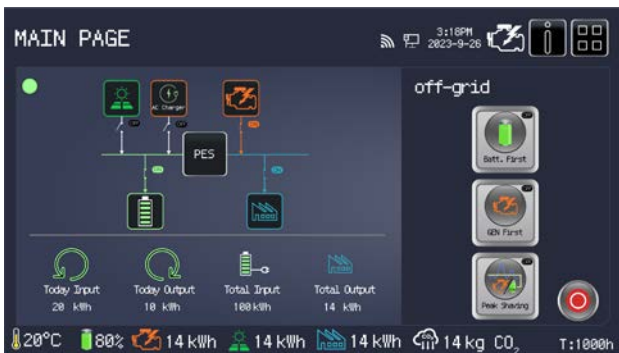 MAIN PAGE
3:18PM
2023-9-26
off-grid
AC Charger
PES
Batt. First
GEN First
Peak Shaving
Today Input
20 kWh
Today Output
10 kWh
Total Input
100kWh
Total Output
14 kWh
20°C 80% 14 kWh 14 kWh 14 kWh 14 kg CO₂ T:1000h